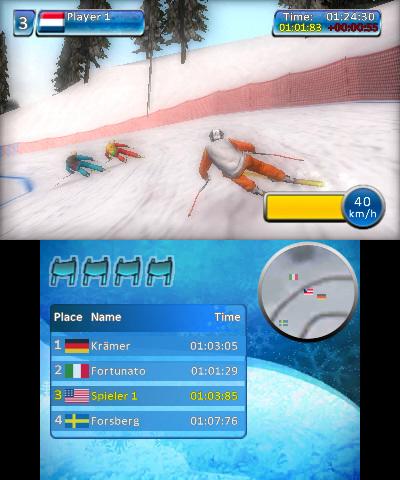 3 Player 1
Time: 01:24:30
01:01:83 +00:00:55
40
km/h
Place Name Time
1 Krämer 01:03:05
2 Fortunato 01:01:29
3 Spieler 1 01:03:85
4 Forsberg 01:07:76